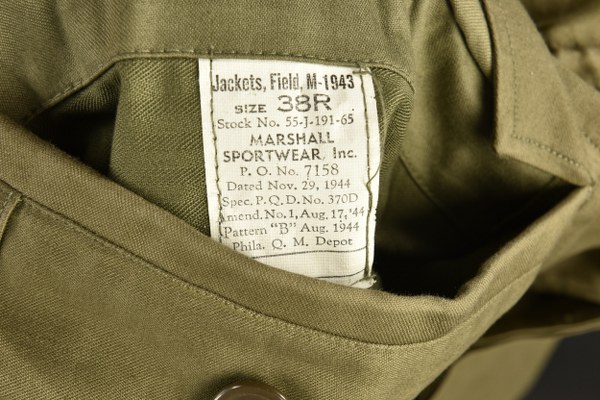 Jackets, Field, M-1943
SIZE 38R
Stock No. 55-J-191-65
MARSHALL
SPORTWEAR, Inc.
P. O. No. 7158
Dated Nov. 29, 1944
Spec. P. Q. D. No. 370D
Amend. No. 1, Aug. 17, '44
Pattern "B" Aug. 1944
Phila. Q. M. Depot